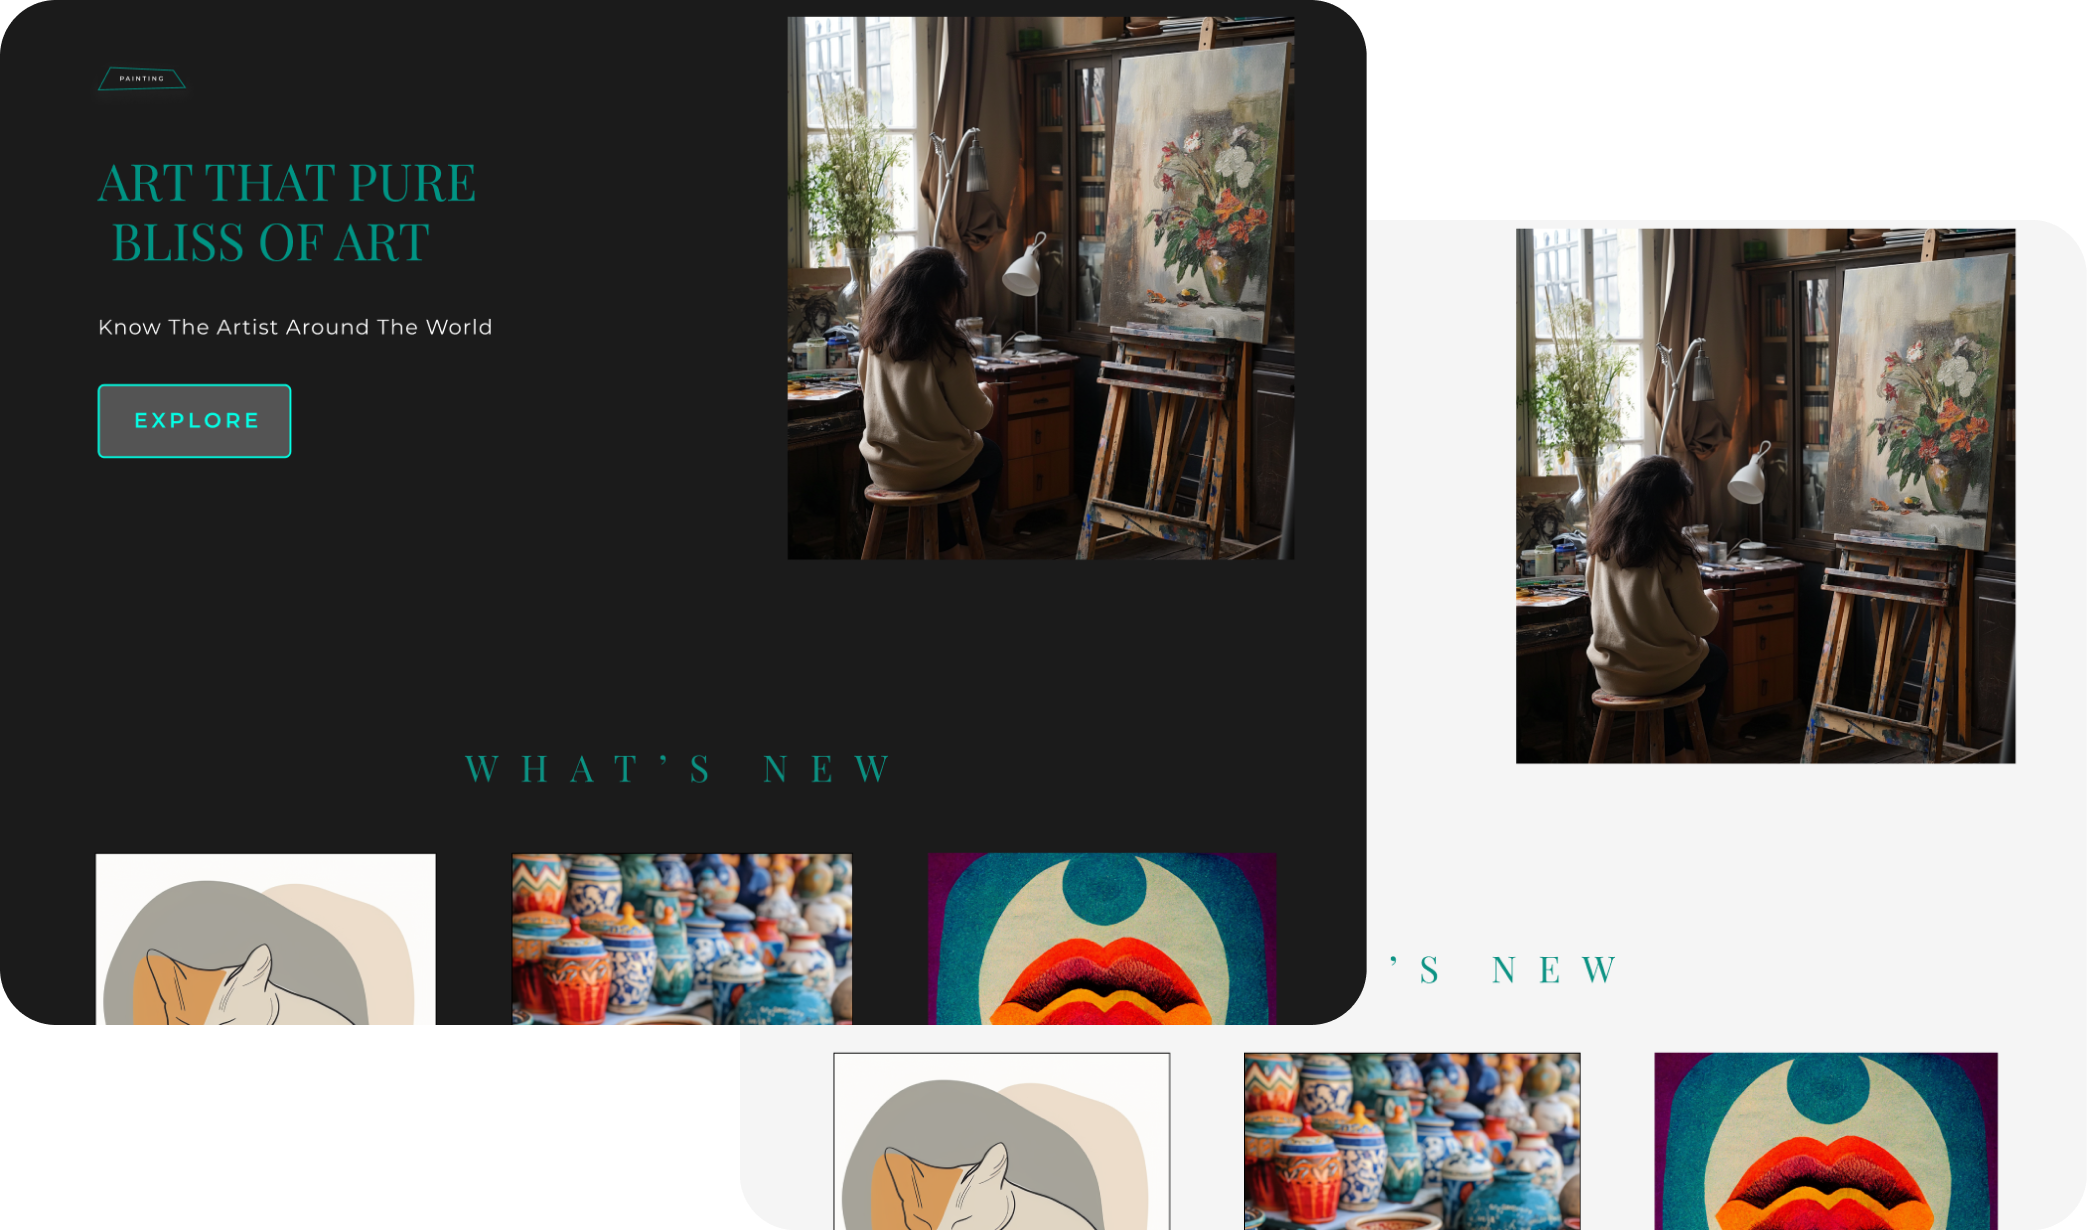 PAINTING
ART THAT PURE
BLISS OF ART
Know The Artist Around The World
EXPLORE
WHAT’S NEW
’S NEW